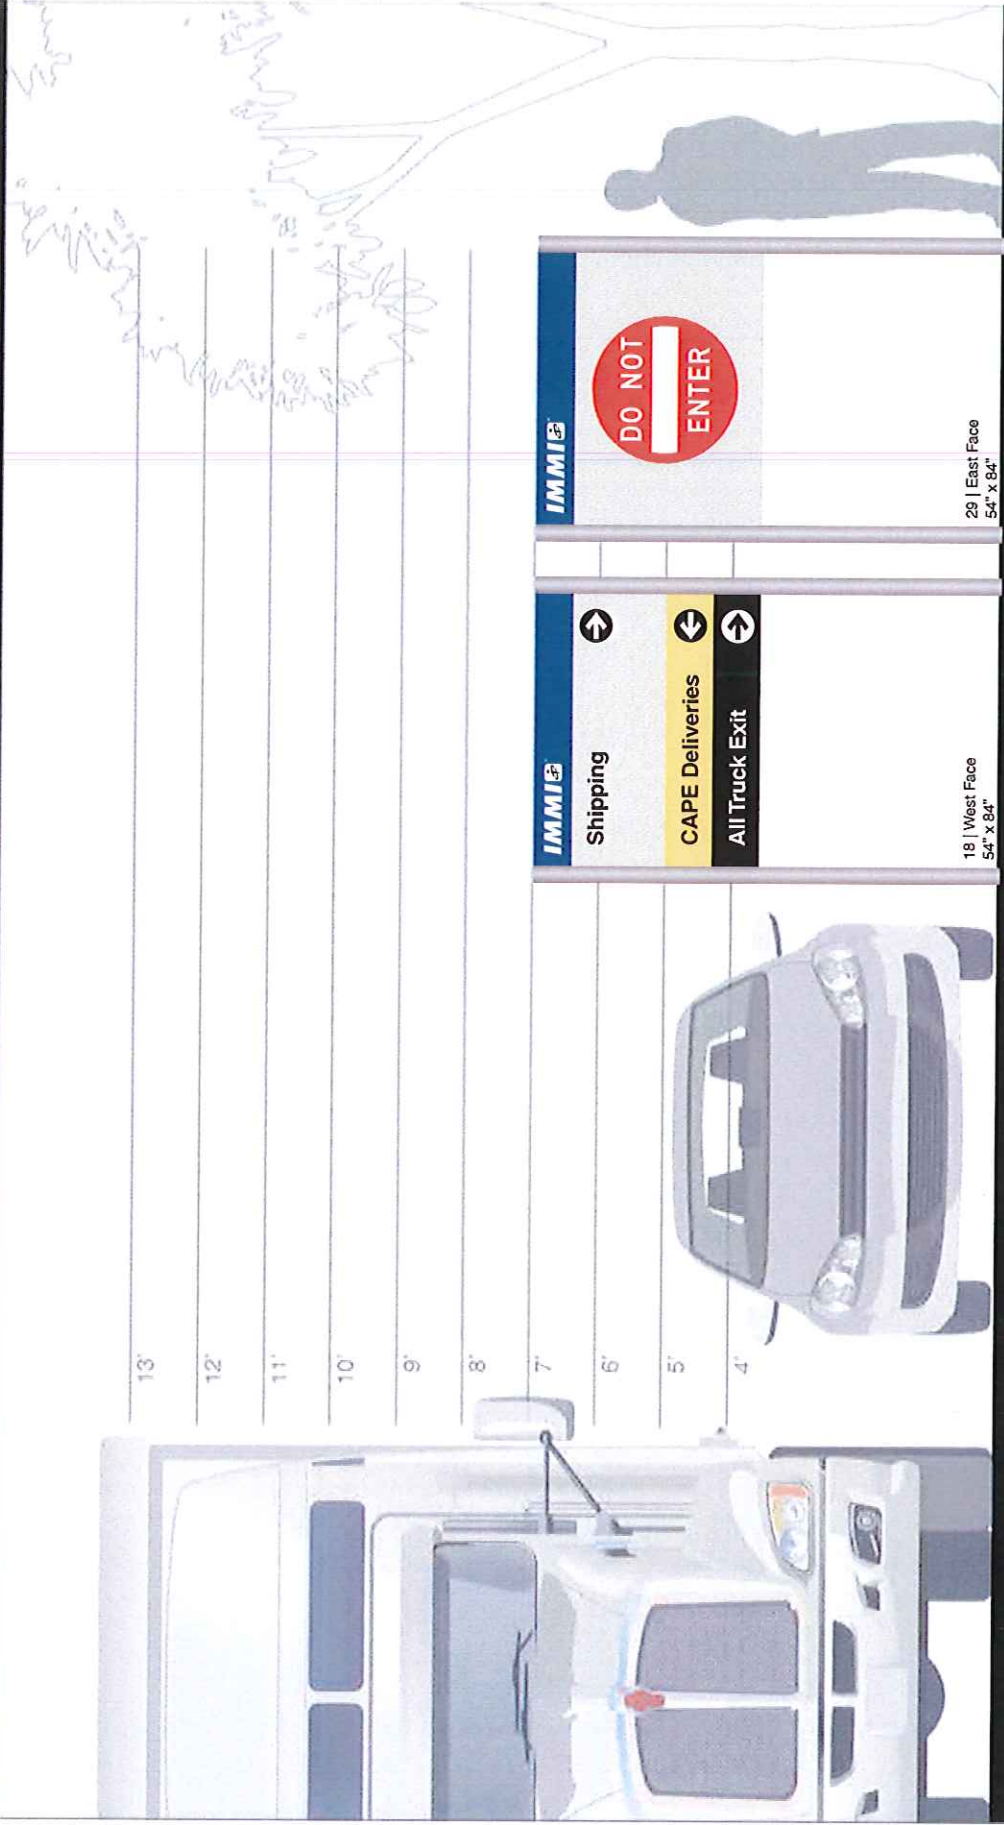 13'
12'
11'
10'
9'
8'
7'
6'
5'
4'
IMMI
Shipping
CAPE Deliveries
All Truck Exit
18 | West Face
54" x 84"
IMMI
DO NOT
ENTER
29 | East Face
54" x 84"